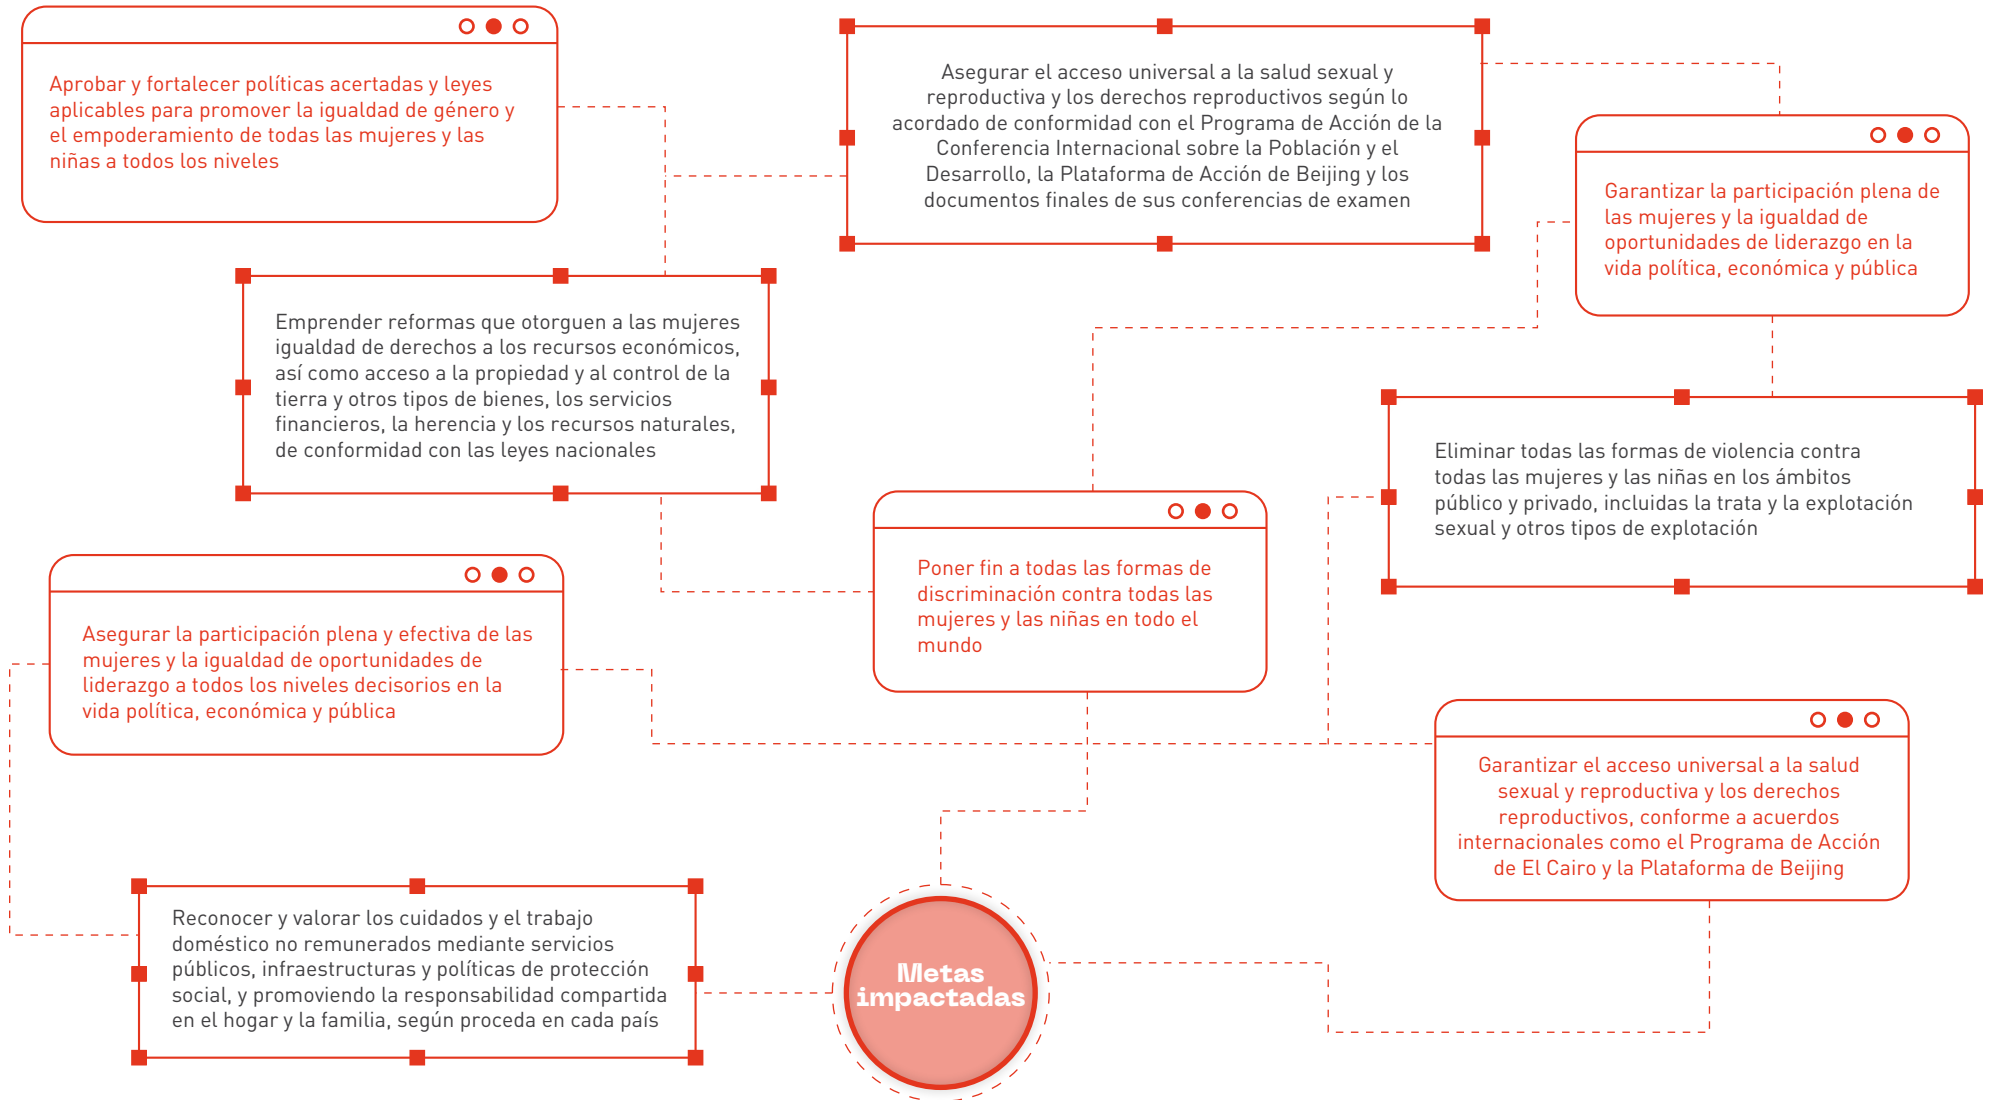 Aprobar y fortalecer políticas acertadas y leyes
aplicables para promover la igualdad de género y
el empoderamiento de todas las mujeres y las
niñas a todos los niveles
Asegurar el acceso universal a la salud sexual y
reproductiva y los derechos reproductivos según lo
acordado de conformidad con el Programa de Acción de la
Conferencia Internacional sobre la Población y el
Desarrollo, la Plataforma de Acción de Beijing y los
documentos finales de sus conferencias de examen
Garantizar la participación plena de
las mujeres y la igualdad de
oportunidades de liderazgo en la
vida política, económica y pública
Emprender reformas que otorguen a las mujeres
igualdad de derechos a los recursos económicos,
así como acceso a la propiedad y al control de la
tierra y otros tipos de bienes, los servicios
financieros, la herencia y los recursos naturales,
de conformidad con las leyes nacionales
Eliminar todas las formas de violencia contra
todas las mujeres y las niñas en los ámbitos
público y privado, incluidas la trata y la explotación
sexual y otros tipos de explotación
Poner fin a todas las formas de
discriminación contra todas las
mujeres y las niñas en todo el
mundo
Asegurar la participación plena y efectiva de las
mujeres y la igualdad de oportunidades de
liderazgo a todos los niveles decisorios en la
vida política, económica y pública
Garantizar el acceso universal a la salud
sexual y reproductiva y los derechos
reproductivos, conforme a acuerdos
internacionales como el Programa de Acción
de El Cairo y la Plataforma de Beijing
Reconocer y valorar los cuidados y el trabajo
doméstico no remunerados mediante servicios
públicos, infraestructuras y políticas de protección
social, y promoviendo la responsabilidad compartida
en el hogar y la familia, según proceda en cada país
Metas
impactadas